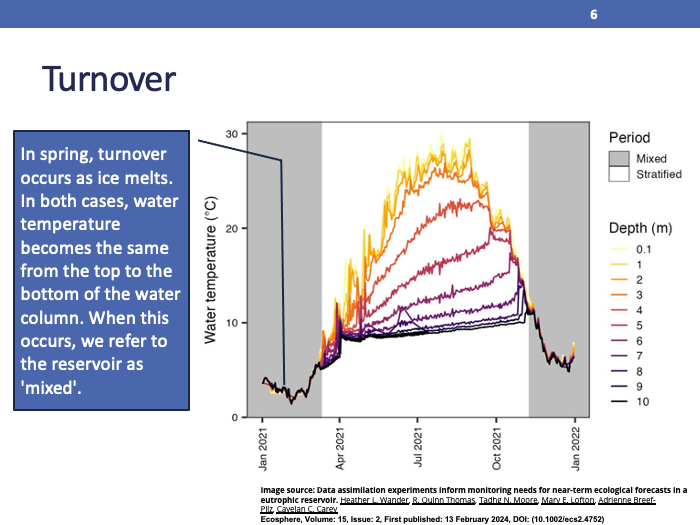 6
Turnover
In spring, turnover
occurs as ice melts.
In both cases, water
temperature
becomes the same
from the top to the
bottom of the water
column. When this
occurs, we refer to
the reservoir as
'mixed'.
Water temperature (°C)
30
20
10
0
Jan 2021
Apr 2021
Jul 2021
Oct 2021
Jan 2022
Period
Mixed
Stratified
Depth (m)
0.1
1
2
3
4
5
6
7
8
9
10
Image source: Data assimilation experiments inform monitoring needs for near-term ecological forecasts in a
eutrophic reservoir. Heather L. Wander, R. Quinn Thomas, Tadhg N. Moore, Mary E. Lofton, Adrienne Breef-
Pilz, Cayelan C. Carey
Ecosphere, Volume: 15, Issue: 2, First published: 13 February 2024, DOI: (10.1002/ecs2.4752)